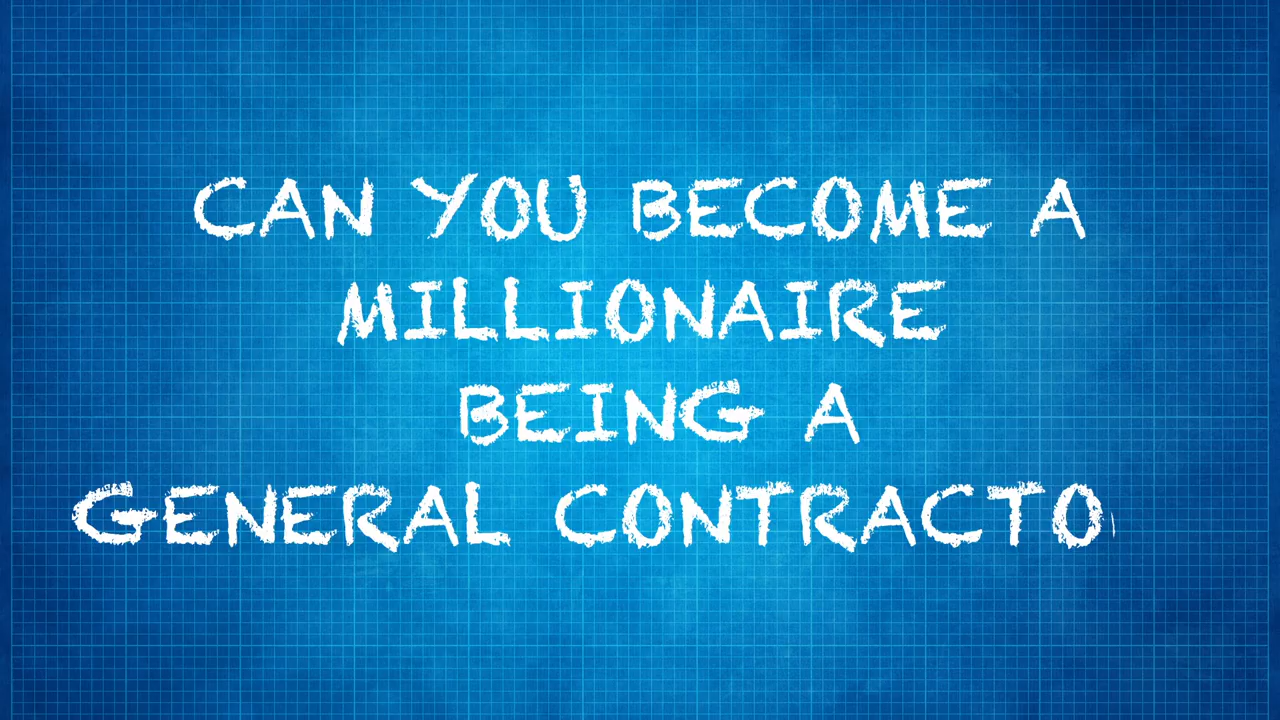 CAN YOU BECOME A
MILLIONAIRE
BEING A
GENERAL CONTRACTO